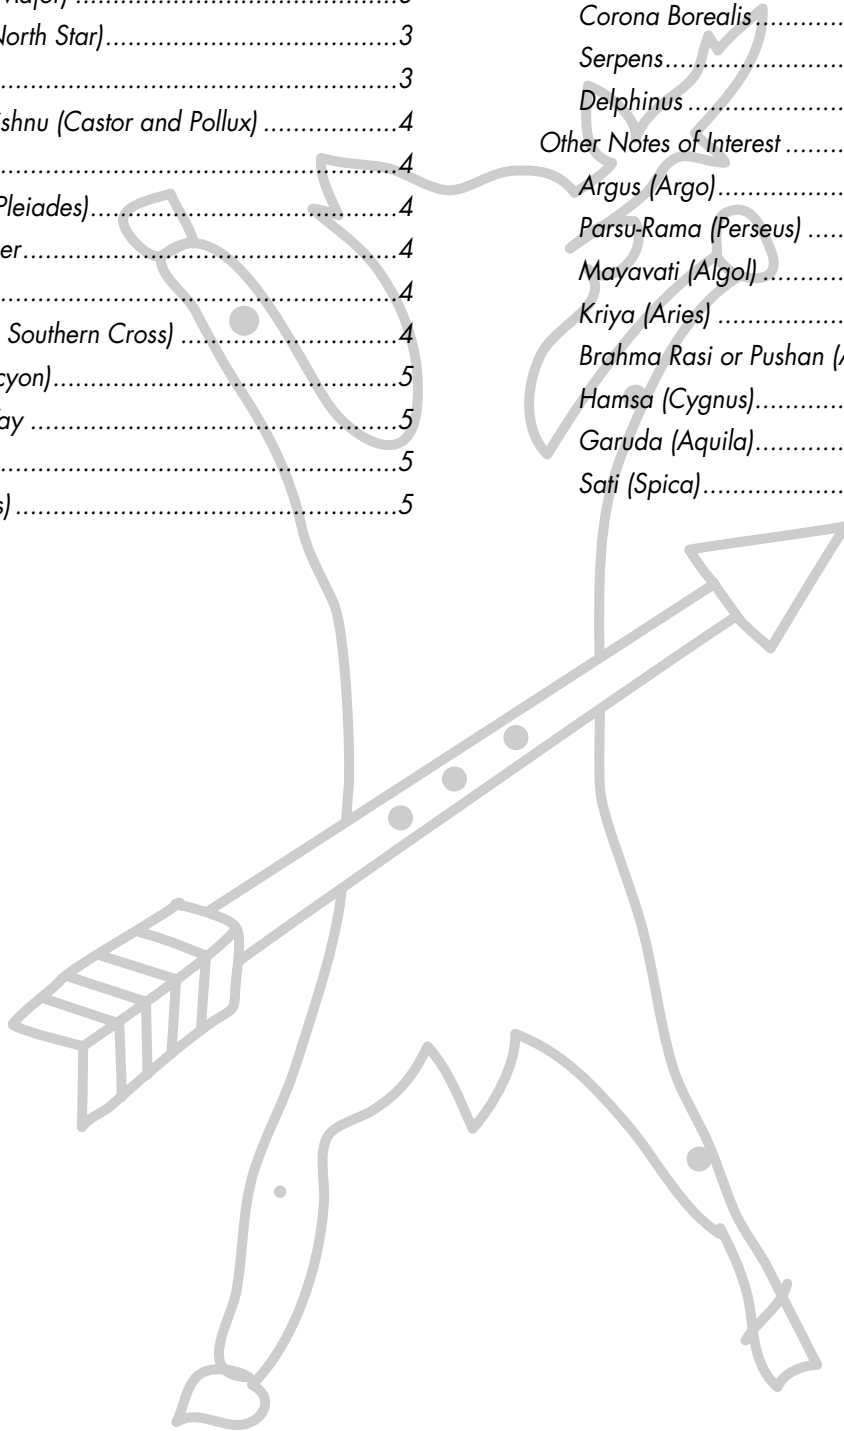 Major) ........................................
North Star)........................................3
........................................3
ishnu (Castor and Pollux) ..................4
........................................4
Pleiades)..........................................4
er...................................................4
........................................4
Southern Cross) .............................4
cyon)...............................................5
ay ..................................................5
........................................5
s) ....................................................5
Corona Borealis............
Serpens........................
Delphinus .....................
Other Notes of Interest ........
Argus (Argo).................
Parsu-Rama (Perseus) .....
Mayavati (Algol) ...........
Kriya (Aries) .................
Brahma Rasi or Pushan (
Hamsa (Cygnus)............
Garuda (Aquila)............
Sati (Spica)...................